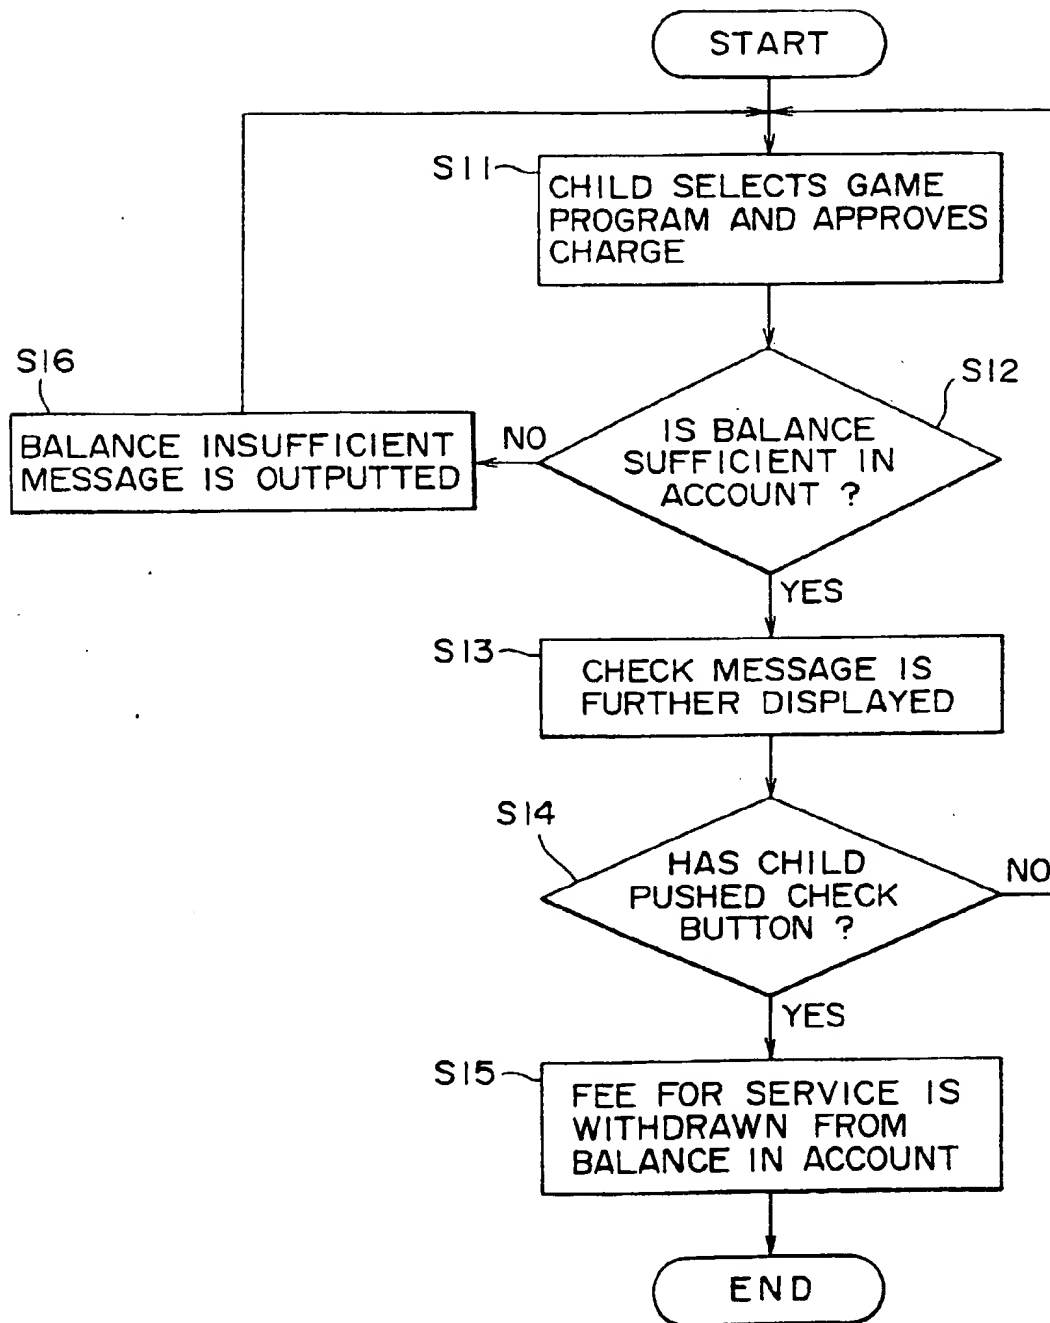 START
S11
CHILD SELECTS GAME
PROGRAM AND APPROVES
CHARGE
S16
S12
BALANCE INSUFFICIENT
MESSAGE IS OUTPUTTED
NO
IS BALANCE
SUFFICIENT IN
ACCOUNT ?
YES
S13
CHECK MESSAGE IS
FURTHER DISPLAYED
S14
HAS CHILD
PUSHED CHECK
BUTTON ?
NO
YES
S15
FEE FOR SERVICE IS
WITHDRAWN FROM
BALANCE IN ACCOUNT
END